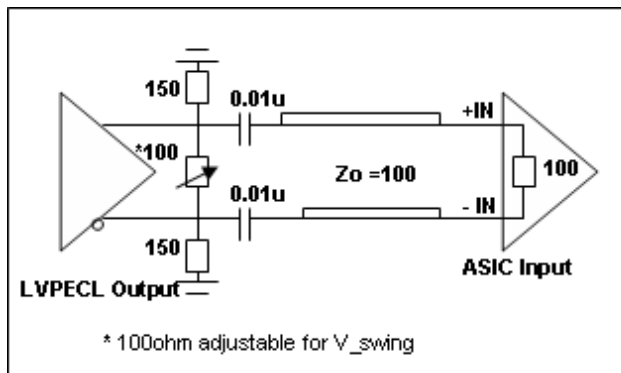 150
0.01u
+IN
*100
Zo =100
100
0.01u
- IN
150
ASIC Input
LVPECL Output
* 100ohm adjustable for V_swing